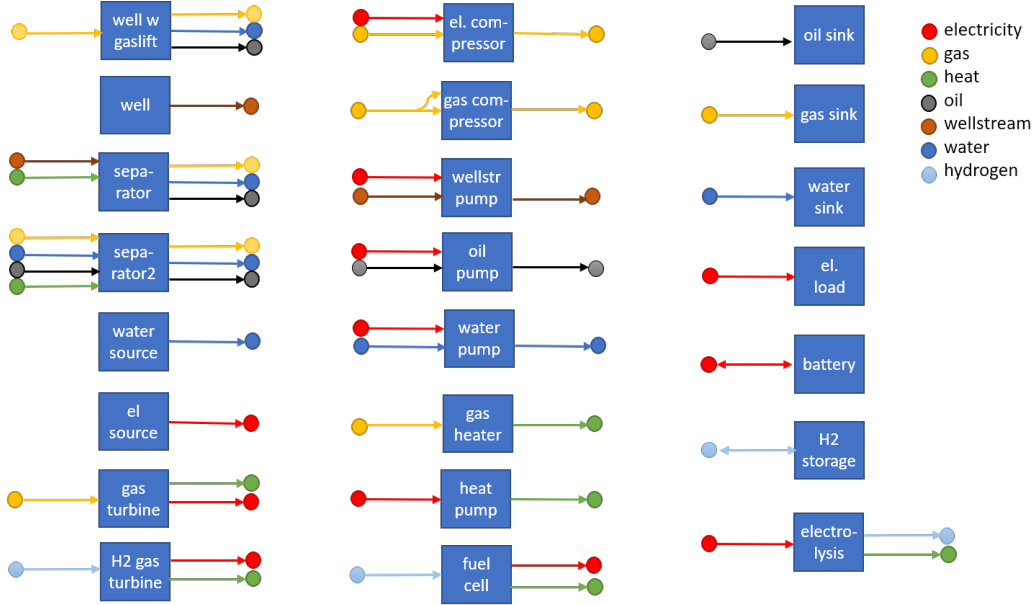 well w
gaslift
well
sepa-
rator
sepa-
rator2
water
source
el
source
gas
turbine
H2 gas
turbine
el. com-
pressor
gas com-
pressor
wellstr
pump
oil
pump
water
pump
gas
heater
heat
pump
fuel
cell
oil sink
gas sink
water
sink
el.
load
battery
H2
storage
electro-
lysis
electricity
gas
heat
oil
wellstream
water
hydrogen